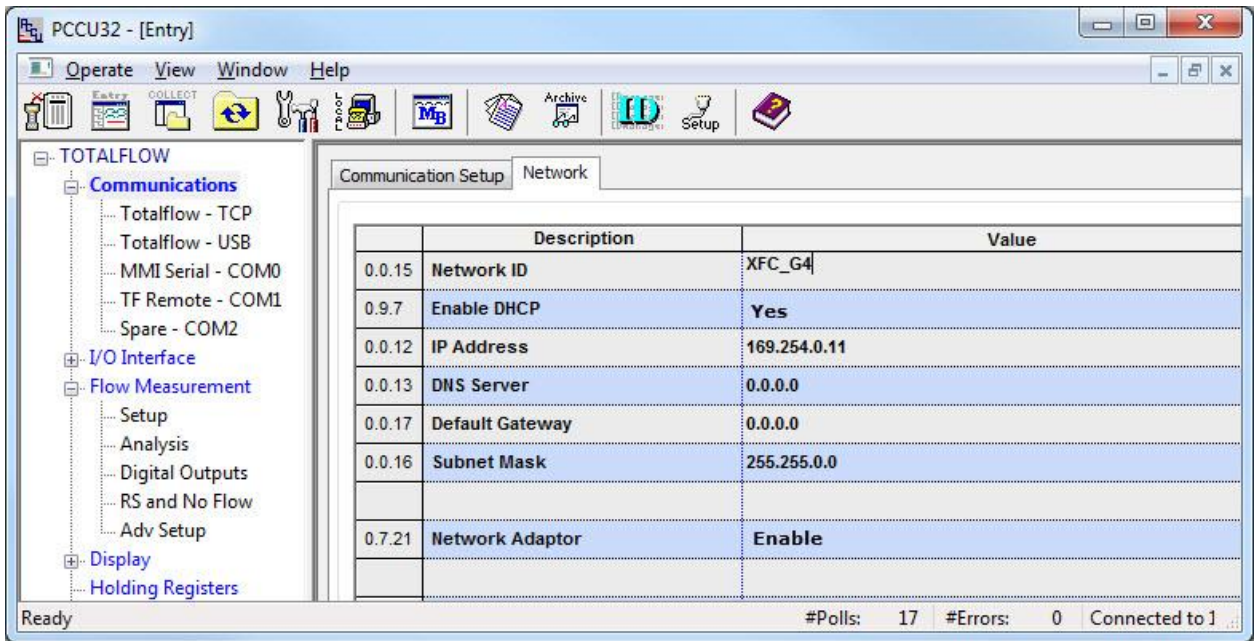 PCCU32 - [Entry]
Operate View Window Help
Entry
COLLECT
LOCAL
MB
Archive
ID
Setup
TOTALFLOW
Communications
Totalflow - TCP
Totalflow - USB
MMI Serial - COM0
TF Remote - COM1
Spare - COM2
I/O Interface
Flow Measurement
Setup
Analysis
Digital Outputs
RS and No Flow
Adv Setup
Display
Holding Registers
Communication Setup Network
Description Value
0.0.15 Network ID XFC_G4
0.9.7 Enable DHCP Yes
0.0.12 IP Address 169.254.0.11
0.0.13 DNS Server 0.0.0.0
0.0.17 Default Gateway 0.0.0.0
0.0.16 Subnet Mask 255.255.0.0
0.7.21 Network Adaptor Enable
Ready #Polls: 17 #Errors: 0 Connected to 1